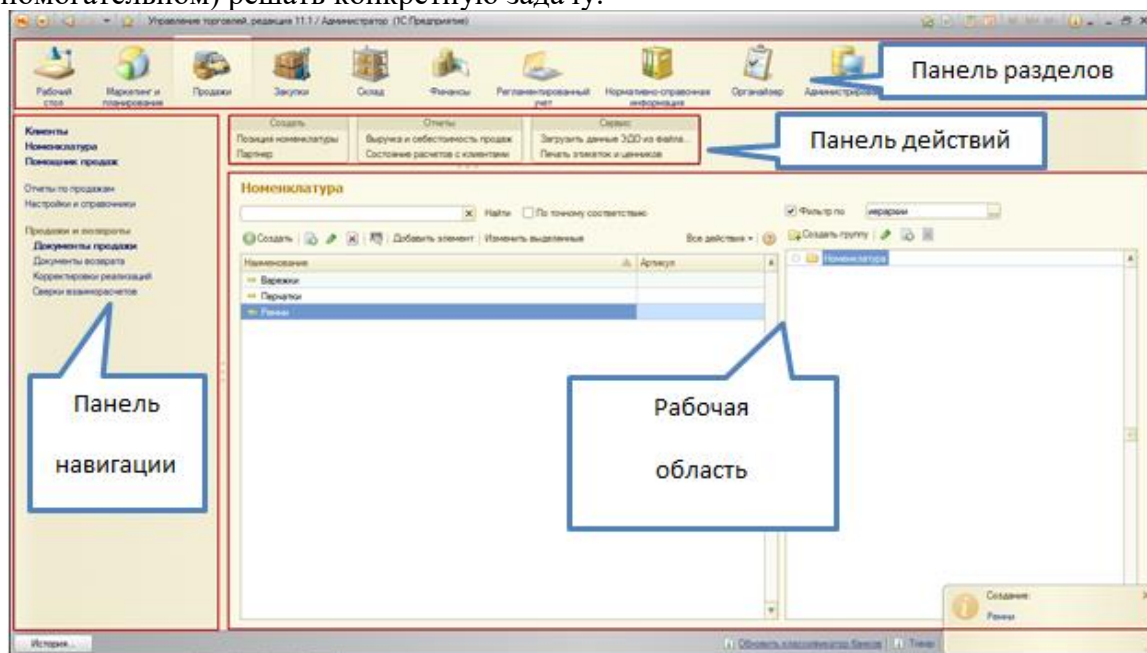 помогательном) решать конкретную задачу.
Управление торговлей, редакция 11.1 / Администратор (1С:Предприятие)
Панель разделов
Рабочий стол
Маркетинг и планирование
Продажи
Закупки
Склад
Финансы
Регламентированный учет
Нормативно-справочная информация
Органайзер
Администрирование
Панель действий
Создать
Позиция номенклатуры
Партнер
Отчеты
Выручка и себестоимость продаж
Состояние расчетов с клиентами
Сервис
Загрузить данные ЭДО из файла...
Печать этикеток и ценников
Клиенты
Номенклатура
Помощник продаж
Отчеты по продажам
Настройки и справочники
Продажи и возвраты
Документы продажи
Документы возврата
Корректировки реализаций
Сверки взаиморасчетов
Панель
навигации
Номенклатура
Найти По точному соответствию
Фильтр по иерархии
Создать Добавить элемент Изменить выделенные Все действия
Создать группу
Наименование Артикул
Номенклатура
Варежки
Перчатки
Ремни
Рабочая
область
Создание:
Ремни
История...
Обновить классификатор банков
Товар